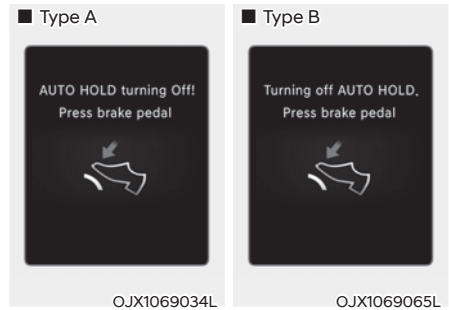 ■ Type A
AUTO HOLD turning Off!
Press brake pedal
OJX1069034L
■ Type B
Turning off AUTO HOLD.
Press brake pedal
OJX1069065L